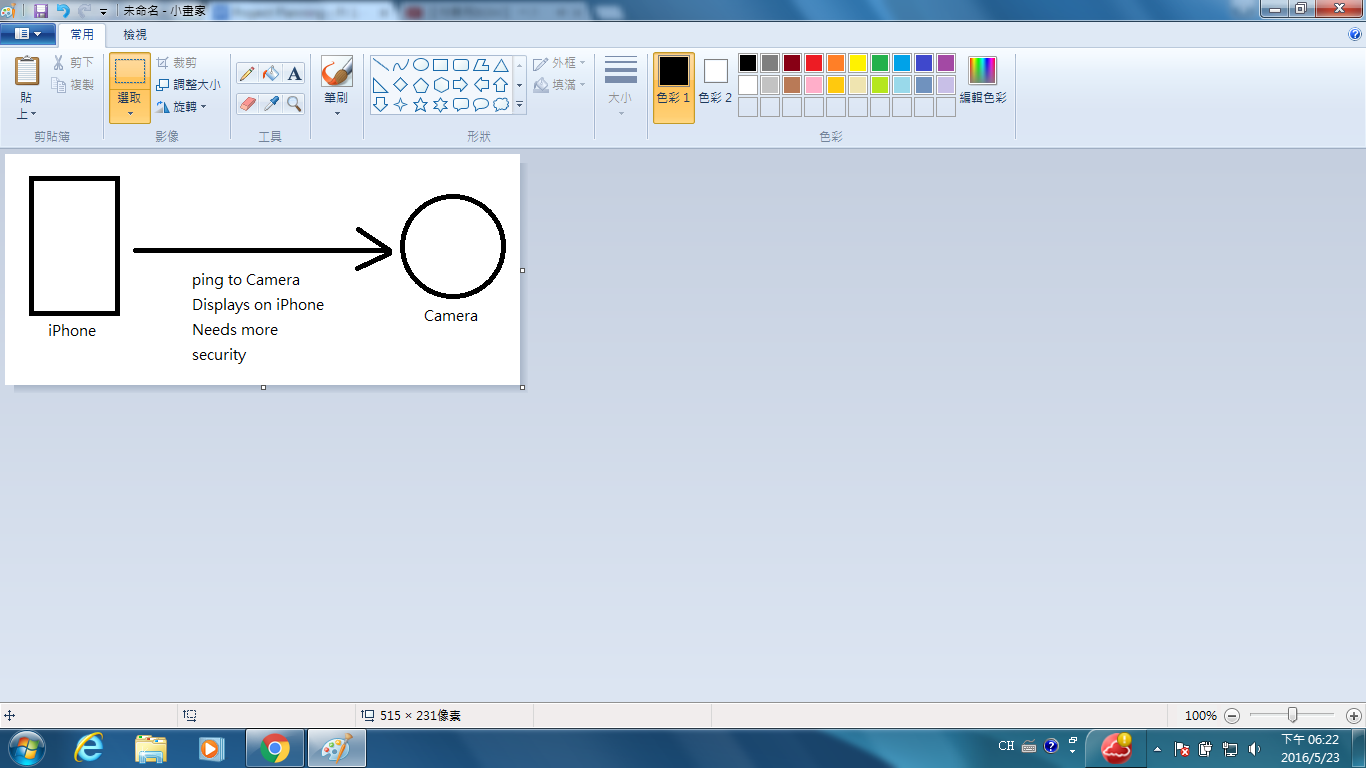 未命名 - 小畫家
常用
檢視
貼上
剪下
複製
剪貼簿
選取
裁剪
調整大小
旋轉
影像
A
工具
筆刷
外框
填滿
形狀
大小
色彩 1
色彩 2
編輯色彩
色彩
iPhone
ping to Camera
Displays on iPhone
Needs more
security
Camera
515 × 231像素
100%
CH
下午 06:22
2016/5/23